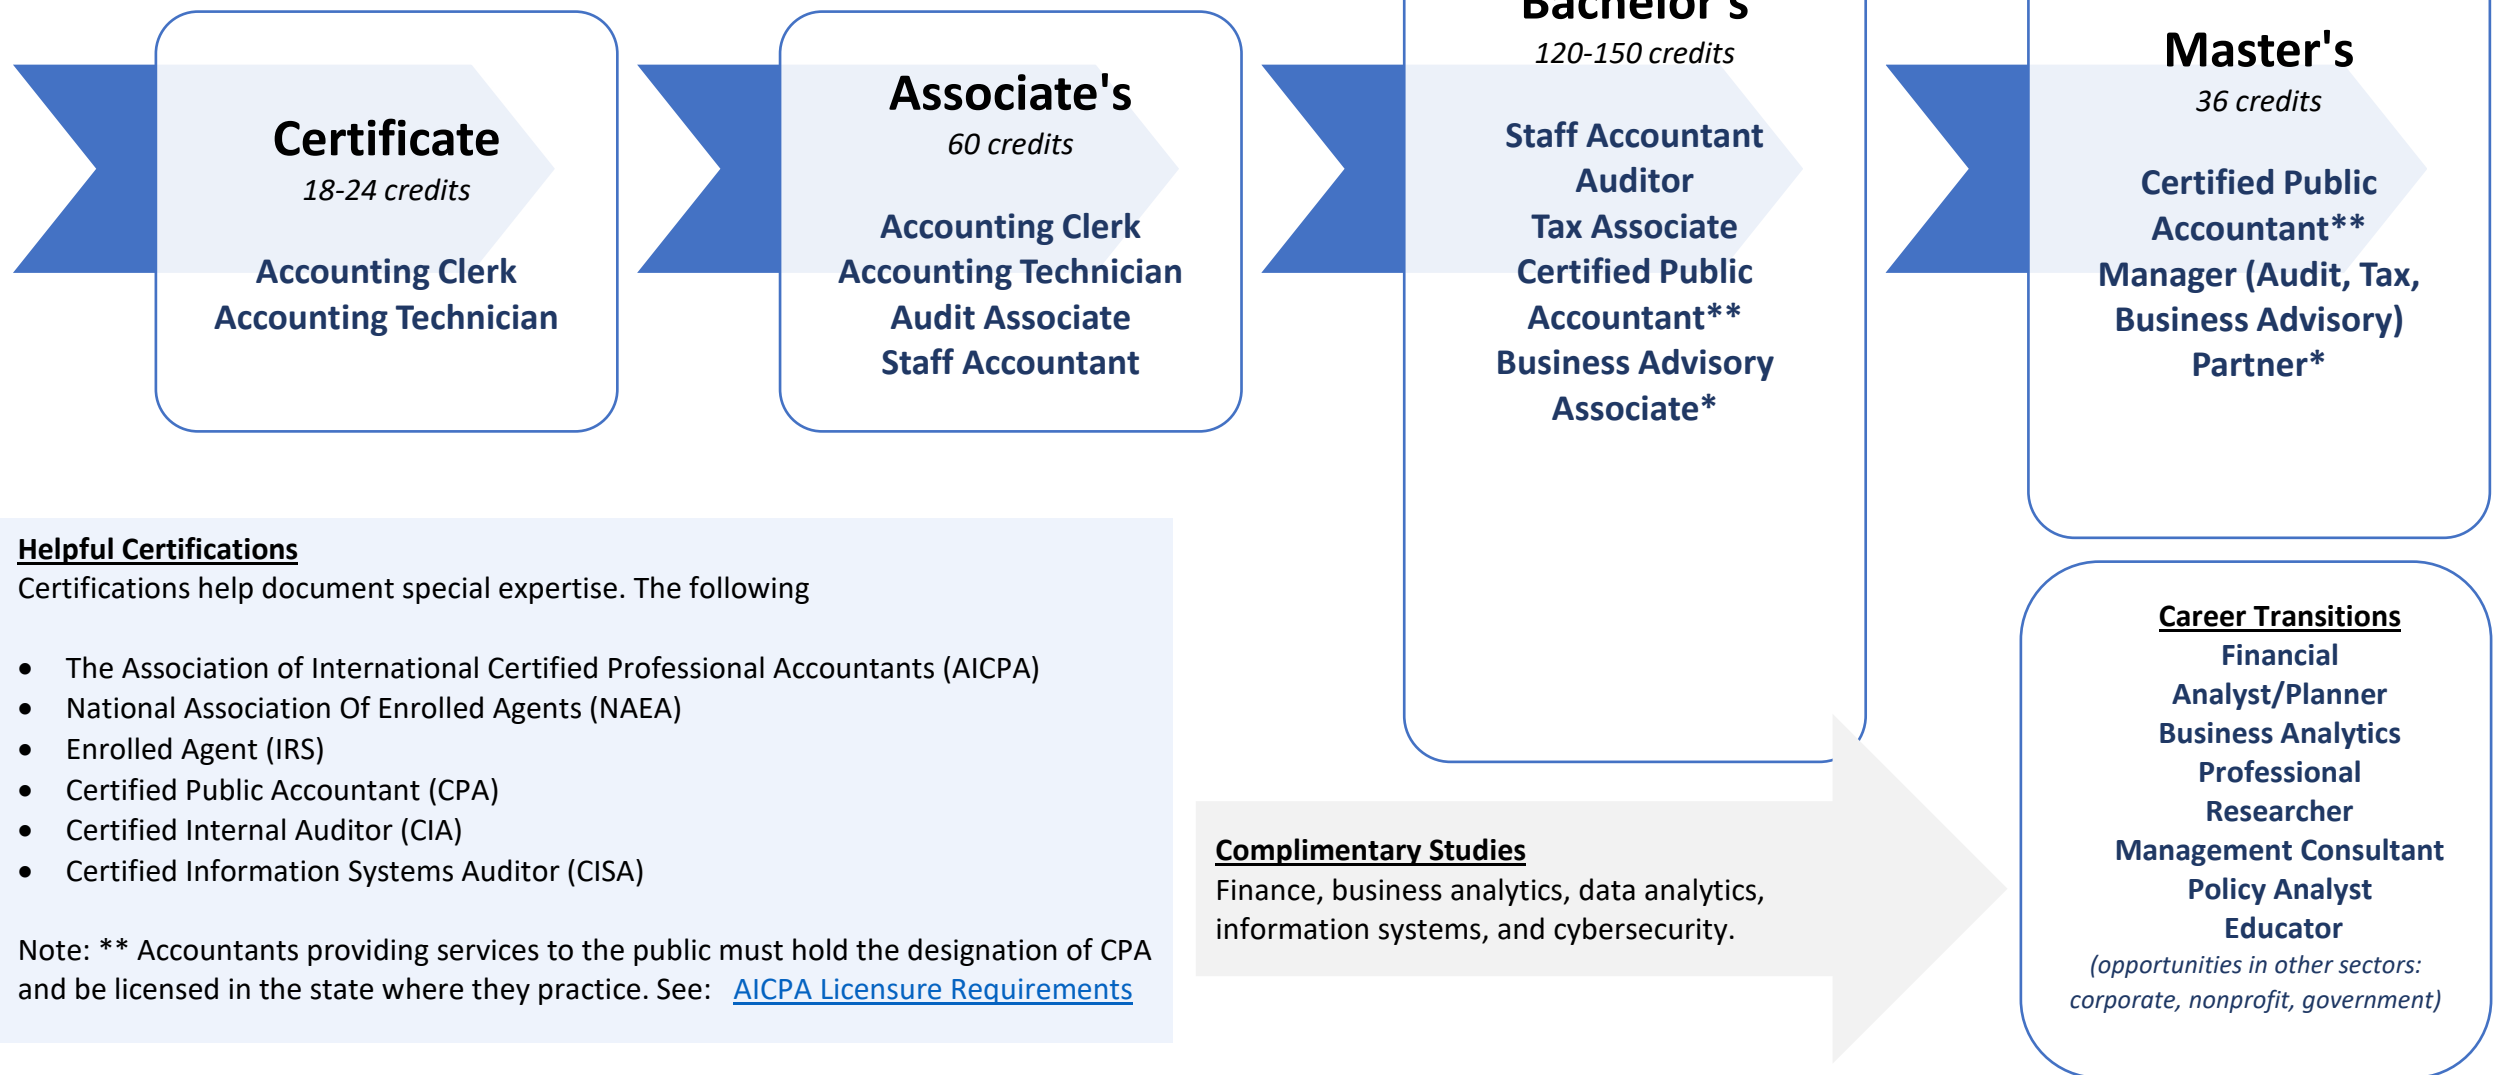 Certificate
18-24 credits
Accounting Clerk
Accounting Technician
Associate's
60 credits
Accounting Clerk
Accounting Technician
Audit Associate
Staff Accountant
Bachelor's
120-150 credits
Staff Accountant
Auditor
Tax Associate
Certified Public
Accountant**
Business Advisory
Associate*
Master's
36 credits
Certified Public
Accountant**
Manager (Audit, Tax,
Business Advisory)
Partner*
Helpful Certifications
Certifications help document special expertise. The following
• The Association of International Certified Professional Accountants (AICPA)
• National Association Of Enrolled Agents (NAEA)
• Enrolled Agent (IRS)
• Certified Public Accountant (CPA)
• Certified Internal Auditor (CIA)
• Certified Information Systems Auditor (CISA)
Note: ** Accountants providing services to the public must hold the designation of CPA
and be licensed in the state where they practice. See: AICPA Licensure Requirements
Complimentary Studies
Finance, business analytics, data analytics,
information systems, and cybersecurity.
Career Transitions
Financial
Analyst/Planner
Business Analytics
Professional
Researcher
Management Consultant
Policy Analyst
Educator
(opportunities in other sectors:
corporate, nonprofit, government)